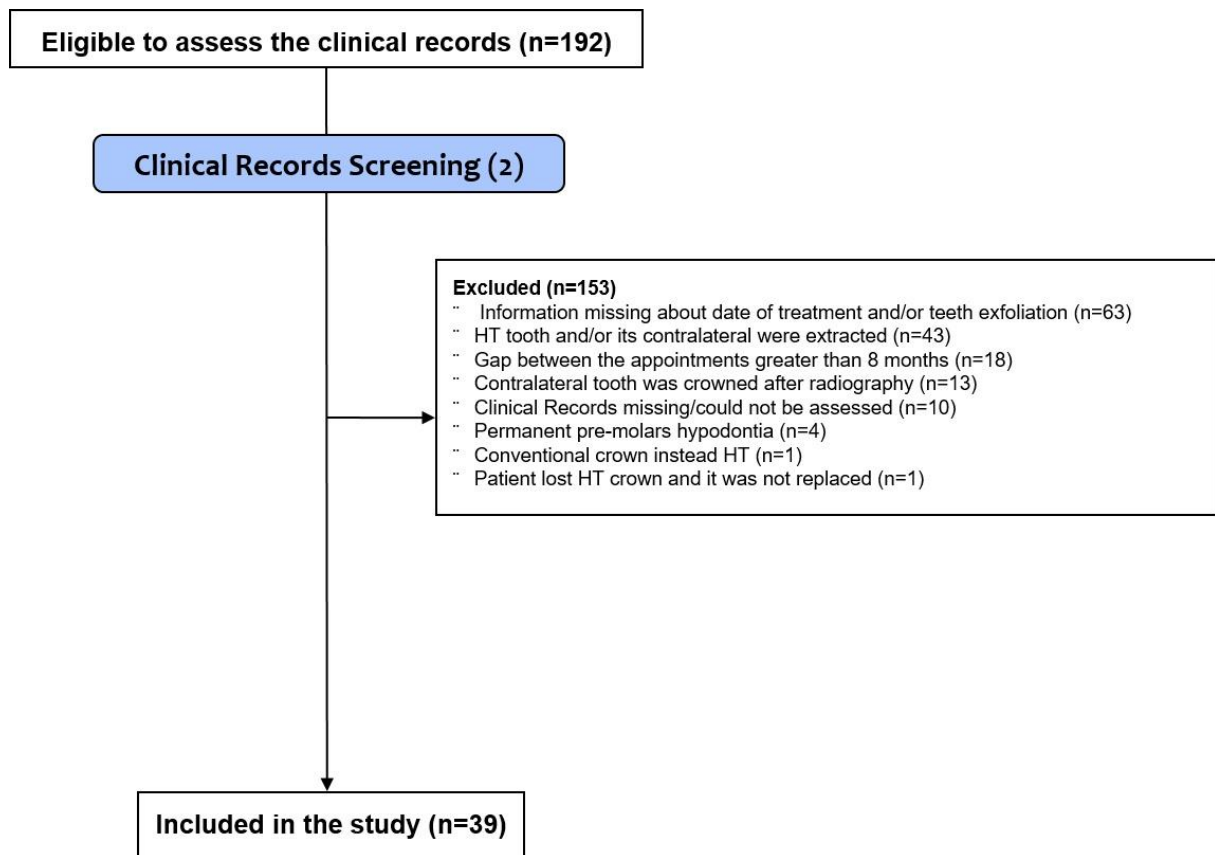 Eligible to assess the clinical records (n=192)
Clinical Records Screening (2)
Excluded (n=153)
¨ Information missing about date of treatment and/or teeth exfoliation (n=63)
¨ HT tooth and/or its contralateral were extracted (n=43)
¨ Gap between the appointments greater than 8 months (n=18)
¨ Contralateral tooth was crowned after radiography (n=13)
¨ Clinical Records missing/could not be assessed (n=10)
¨ Permanent pre-molars hypodontia (n=4)
¨ Conventional crown instead HT (n=1)
¨ Patient lost HT crown and it was not replaced (n=1)
Included in the study (n=39)